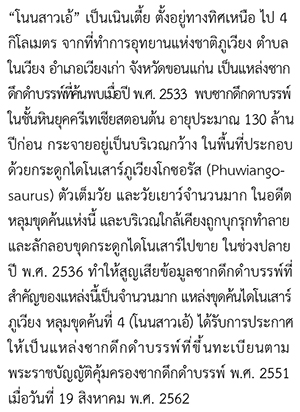 “โนนสาวเอ้” เป็นเนินเตี้ย ตั้งอยู่ทางทิศเหนือ ไป 4
กิโลเมตร จากที่ทำการอุทยานแห่งชาติภูเวียง ตำบล
ในเวียง อำเภอเวียงเก่า จังหวัดขอนแก่น เป็นแหล่งซาก
ดึกดำบรรพ์ที่ค้นพบเมื่อปี พ.ศ. 2533 พบซากดึกดาบรรพ์
ในชั้นหินยุคครีเทเชียสตอนต้น อายุประมาณ 130 ล้าน
ปีก่อน กระจายอยู่เป็นบริเวณกว้าง ในพื้นที่ประกอบ
ด้วยกระดูกไดโนเสาร์ภูเวียงโกซอรัส (Phuwiango-
saurus) ตัวเต็มวัย และวัยเยาว์จำนวนมาก ในอดีต
หลุมขุดค้นแห่งนี้ และบริเวณใกล้เคียงถูกบุกรุกทำลาย
และลักลอบขุดกระดูกไดโนเสาร์ไปขาย ในช่วงปลาย
ปี พ.ศ. 2536 ทำให้สูญเสียข้อมูลซากดึกดำบรรพ์ที่
สำคัญของแหล่งนี้เป็นจำนวนมาก แหล่งขุดค้นไดโนเสาร์
ภูเวียง หลุมขุดค้นที่ 4 (โนนสาวเอ้) ได้รับการประกาศ
ให้เป็นแหล่งซากดึกดำบรรพ์ที่ขึ้นทะเบียนตาม
พระราชบัญญัติคุ้มครองซากดึกดำบรรพ์ พ.ศ. 2551
เมื่อวันที่ 19 สิงหาคม พ.ศ. 2562